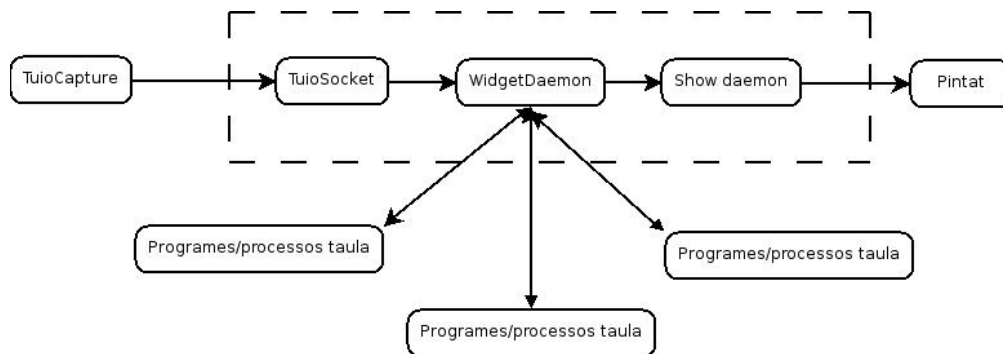 TuioCapture
TuioSocket
WidgetDaemon
Show daemon
Pintat
Programes/processos taula
Programes/processos taula
Programes/processos taula